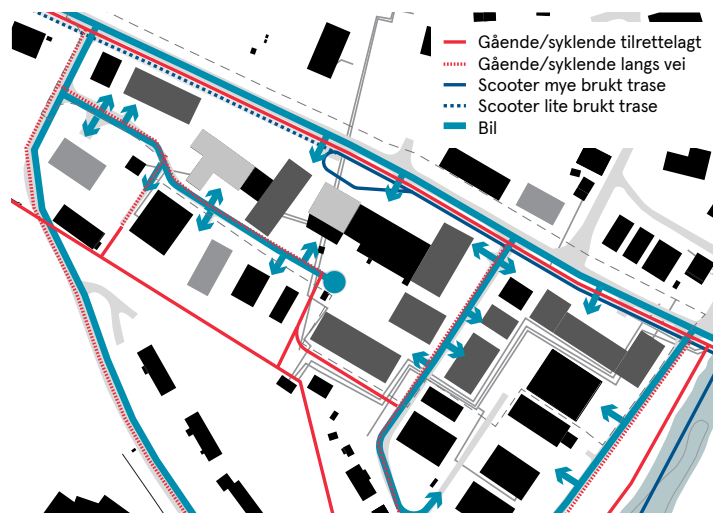 Gående/syklende tilrettelagt
Gående/syklende langs vei
Scooter mye brukt trase
Scooter lite brukt trase
Bil